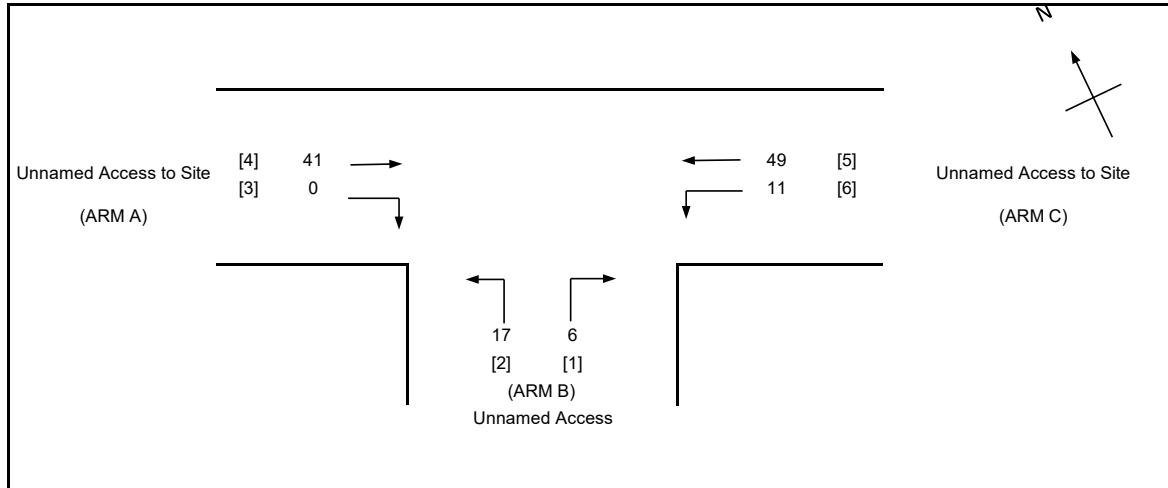 N
[4] 41 49 [5]
Unnamed Access to Site Unnamed Access to Site
[3] 0 11 [6]
(ARM A) (ARM C)
17 6
[2] [1]
(ARM B)
Unnamed Access